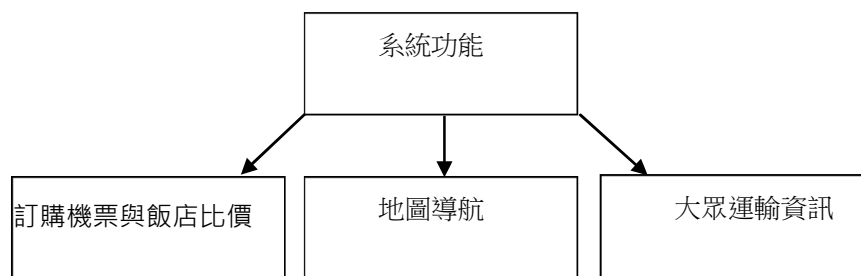 系統功能
訂購機票與飯店比價
地圖導航
大眾運輸資訊